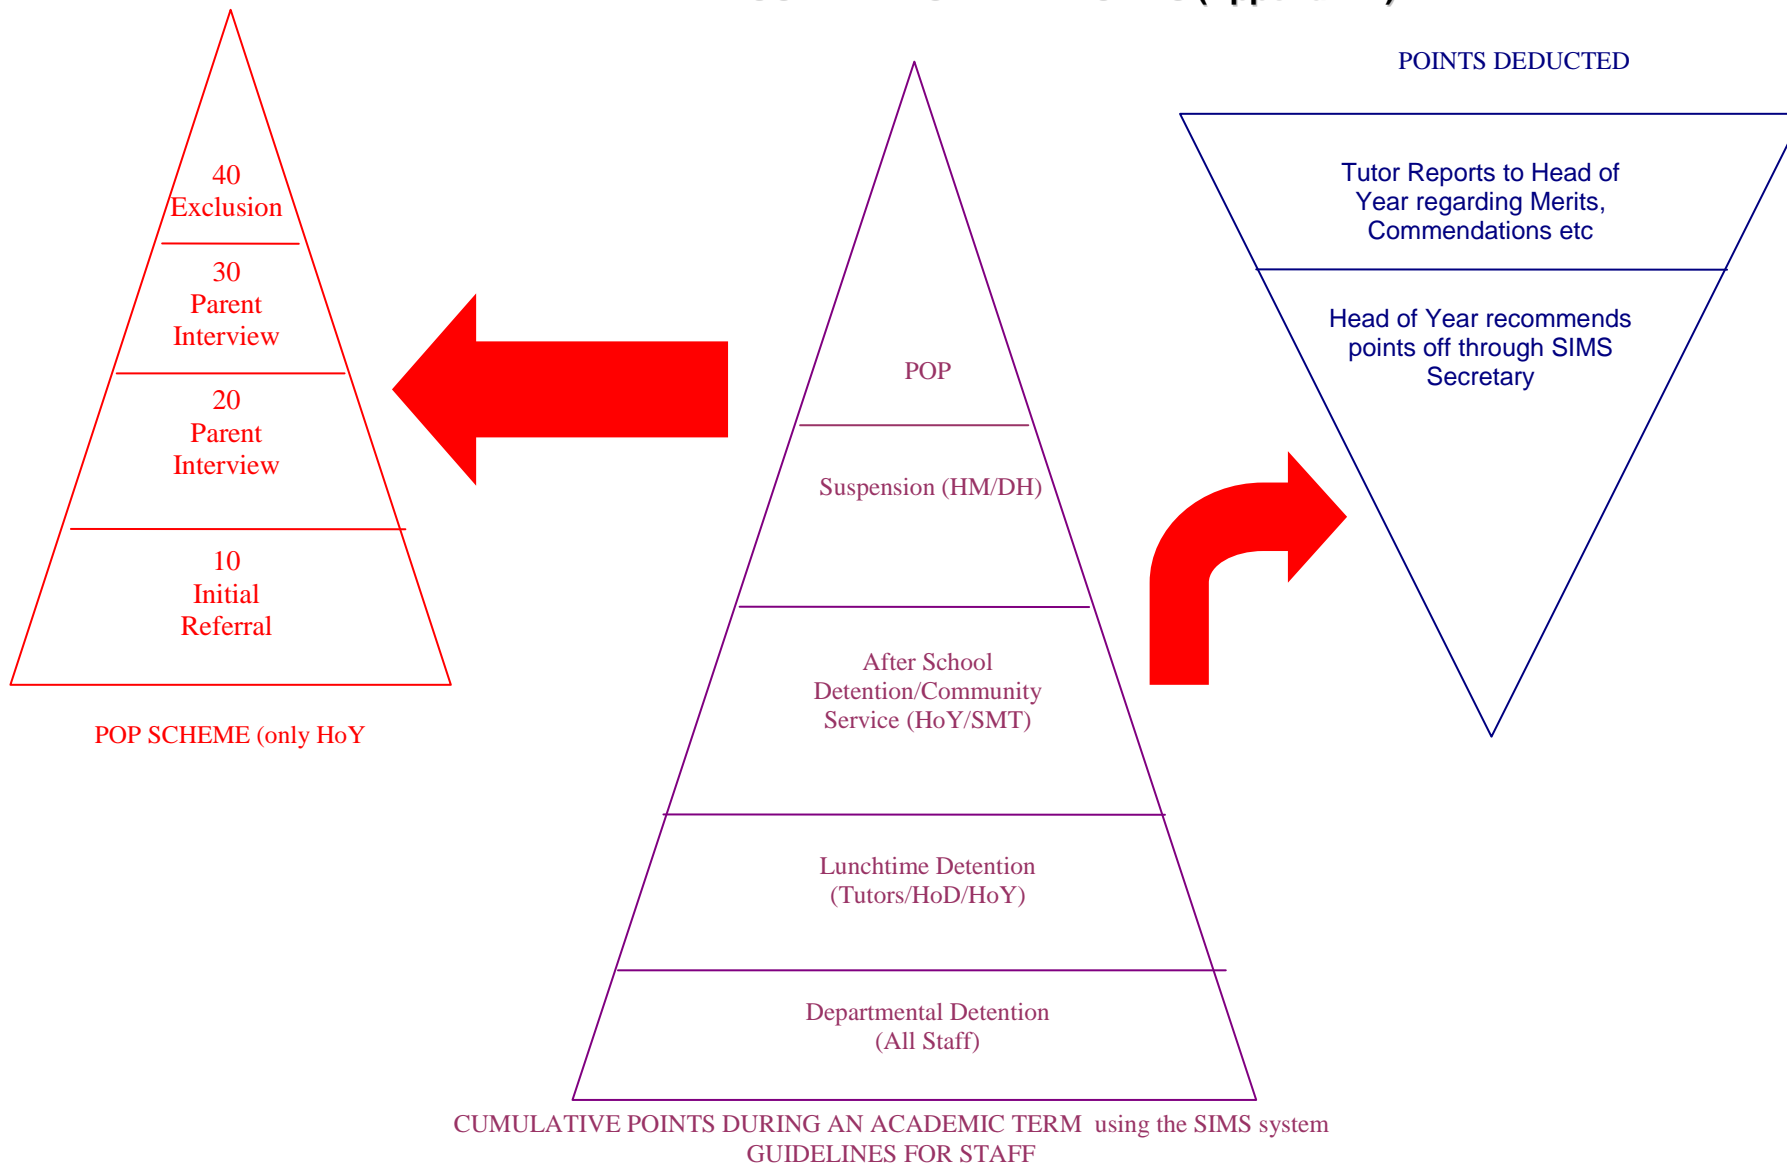 POINTS DEDUCTED
40
Exclusion
30
Parent
Interview
20
Parent
Interview
10
Initial
Referral
POP SCHEME (only HoY
POP
Suspension (HM/DH)
After School
Detention/Community
Service (HoY/SMT)
Lunchtime Detention
(Tutors/HoD/HoY)
Departmental Detention
(All Staff)
Tutor Reports to Head of
Year regarding Merits,
Commendations etc
Head of Year recommends
points off through SIMS
Secretary
CUMULATIVE POINTS DURING AN ACADEMIC TERM using the SIMS system
GUIDELINES FOR STAFF